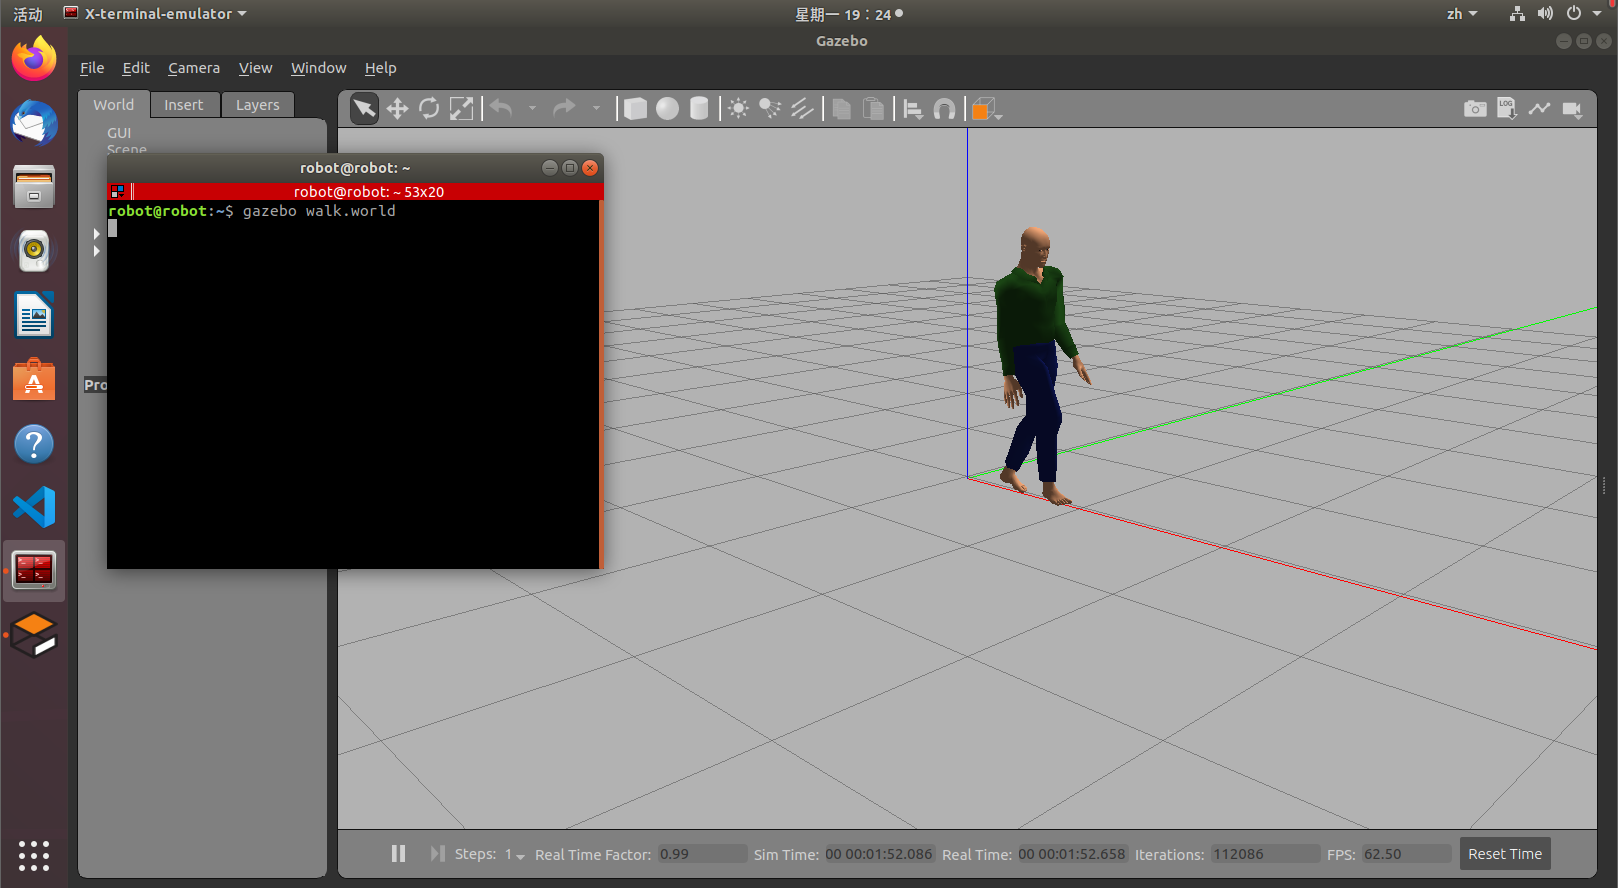 活动 X-terminal-emulator 星期一 19：24 zh
Gazebo
File Edit Camera View Window Help
World Insert Layers
GUI
Scene
robot@robot: ~
robot@robot: ~ 53x20
robot@robot:~$ gazebo walk.world
Pro
LOG
Steps: 1 Real Time Factor: 0.99 Sim Time: 00 00:01:52.086 Real Time: 00 00:01:52.658 Iterations: 112086 FPS: 62.50 Reset Time